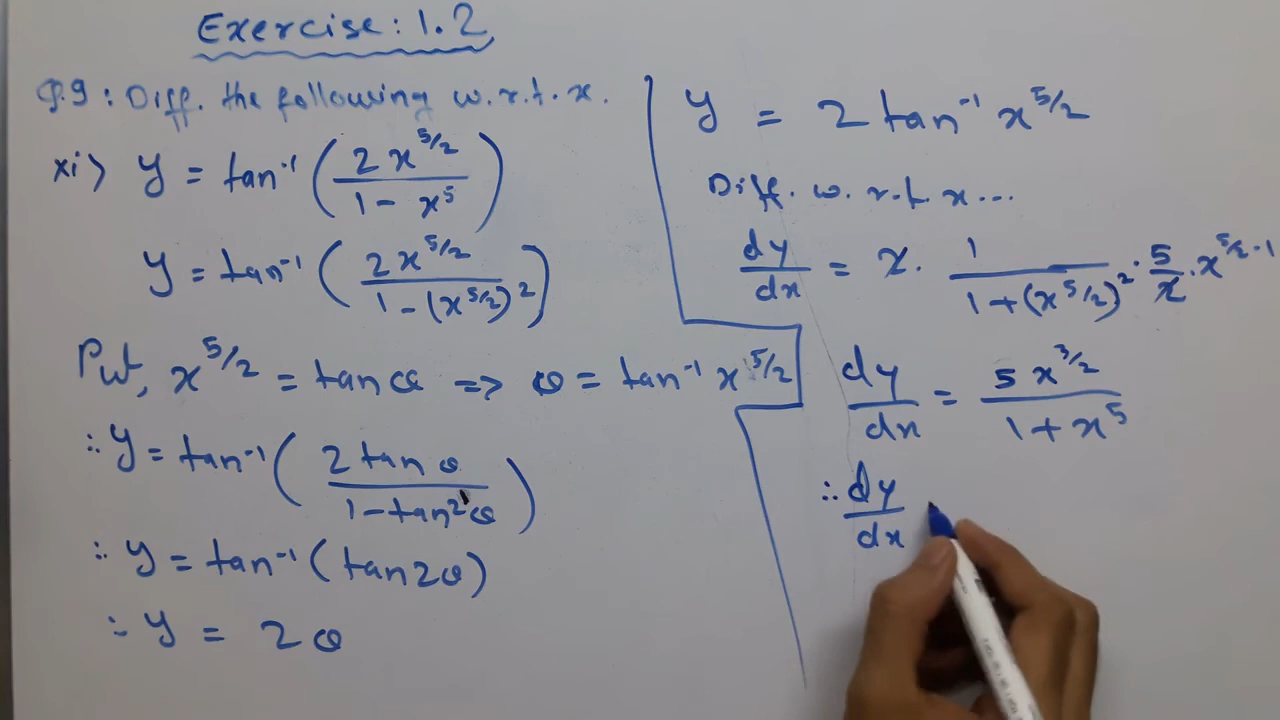 Exercise: 1.2
Q.9: Diff. the following w.r.t. x.
xi> y = tan⁻¹ ( 2x^5/2 / 1 - x⁵ )
y = tan⁻¹ ( 2x^5/2 / 1 - (x^5/2)² )
Put, x^5/2 = tan θ => θ = tan⁻¹ x^5/2
∴ y = tan⁻¹ ( 2 tan θ / 1 - tan²θ )
∴ y = tan⁻¹ (tan 2θ)
∴ y = 2θ
y = 2 tan⁻¹ x^5/2
Diff. w.r.t. x...
dy/dx = 2 · 1 / 1 + (x^5/2)² · 5/2 · x^5/2 - 1
dy/dx = 5x^3/2 / 1 + x⁵
∴ dy/dx